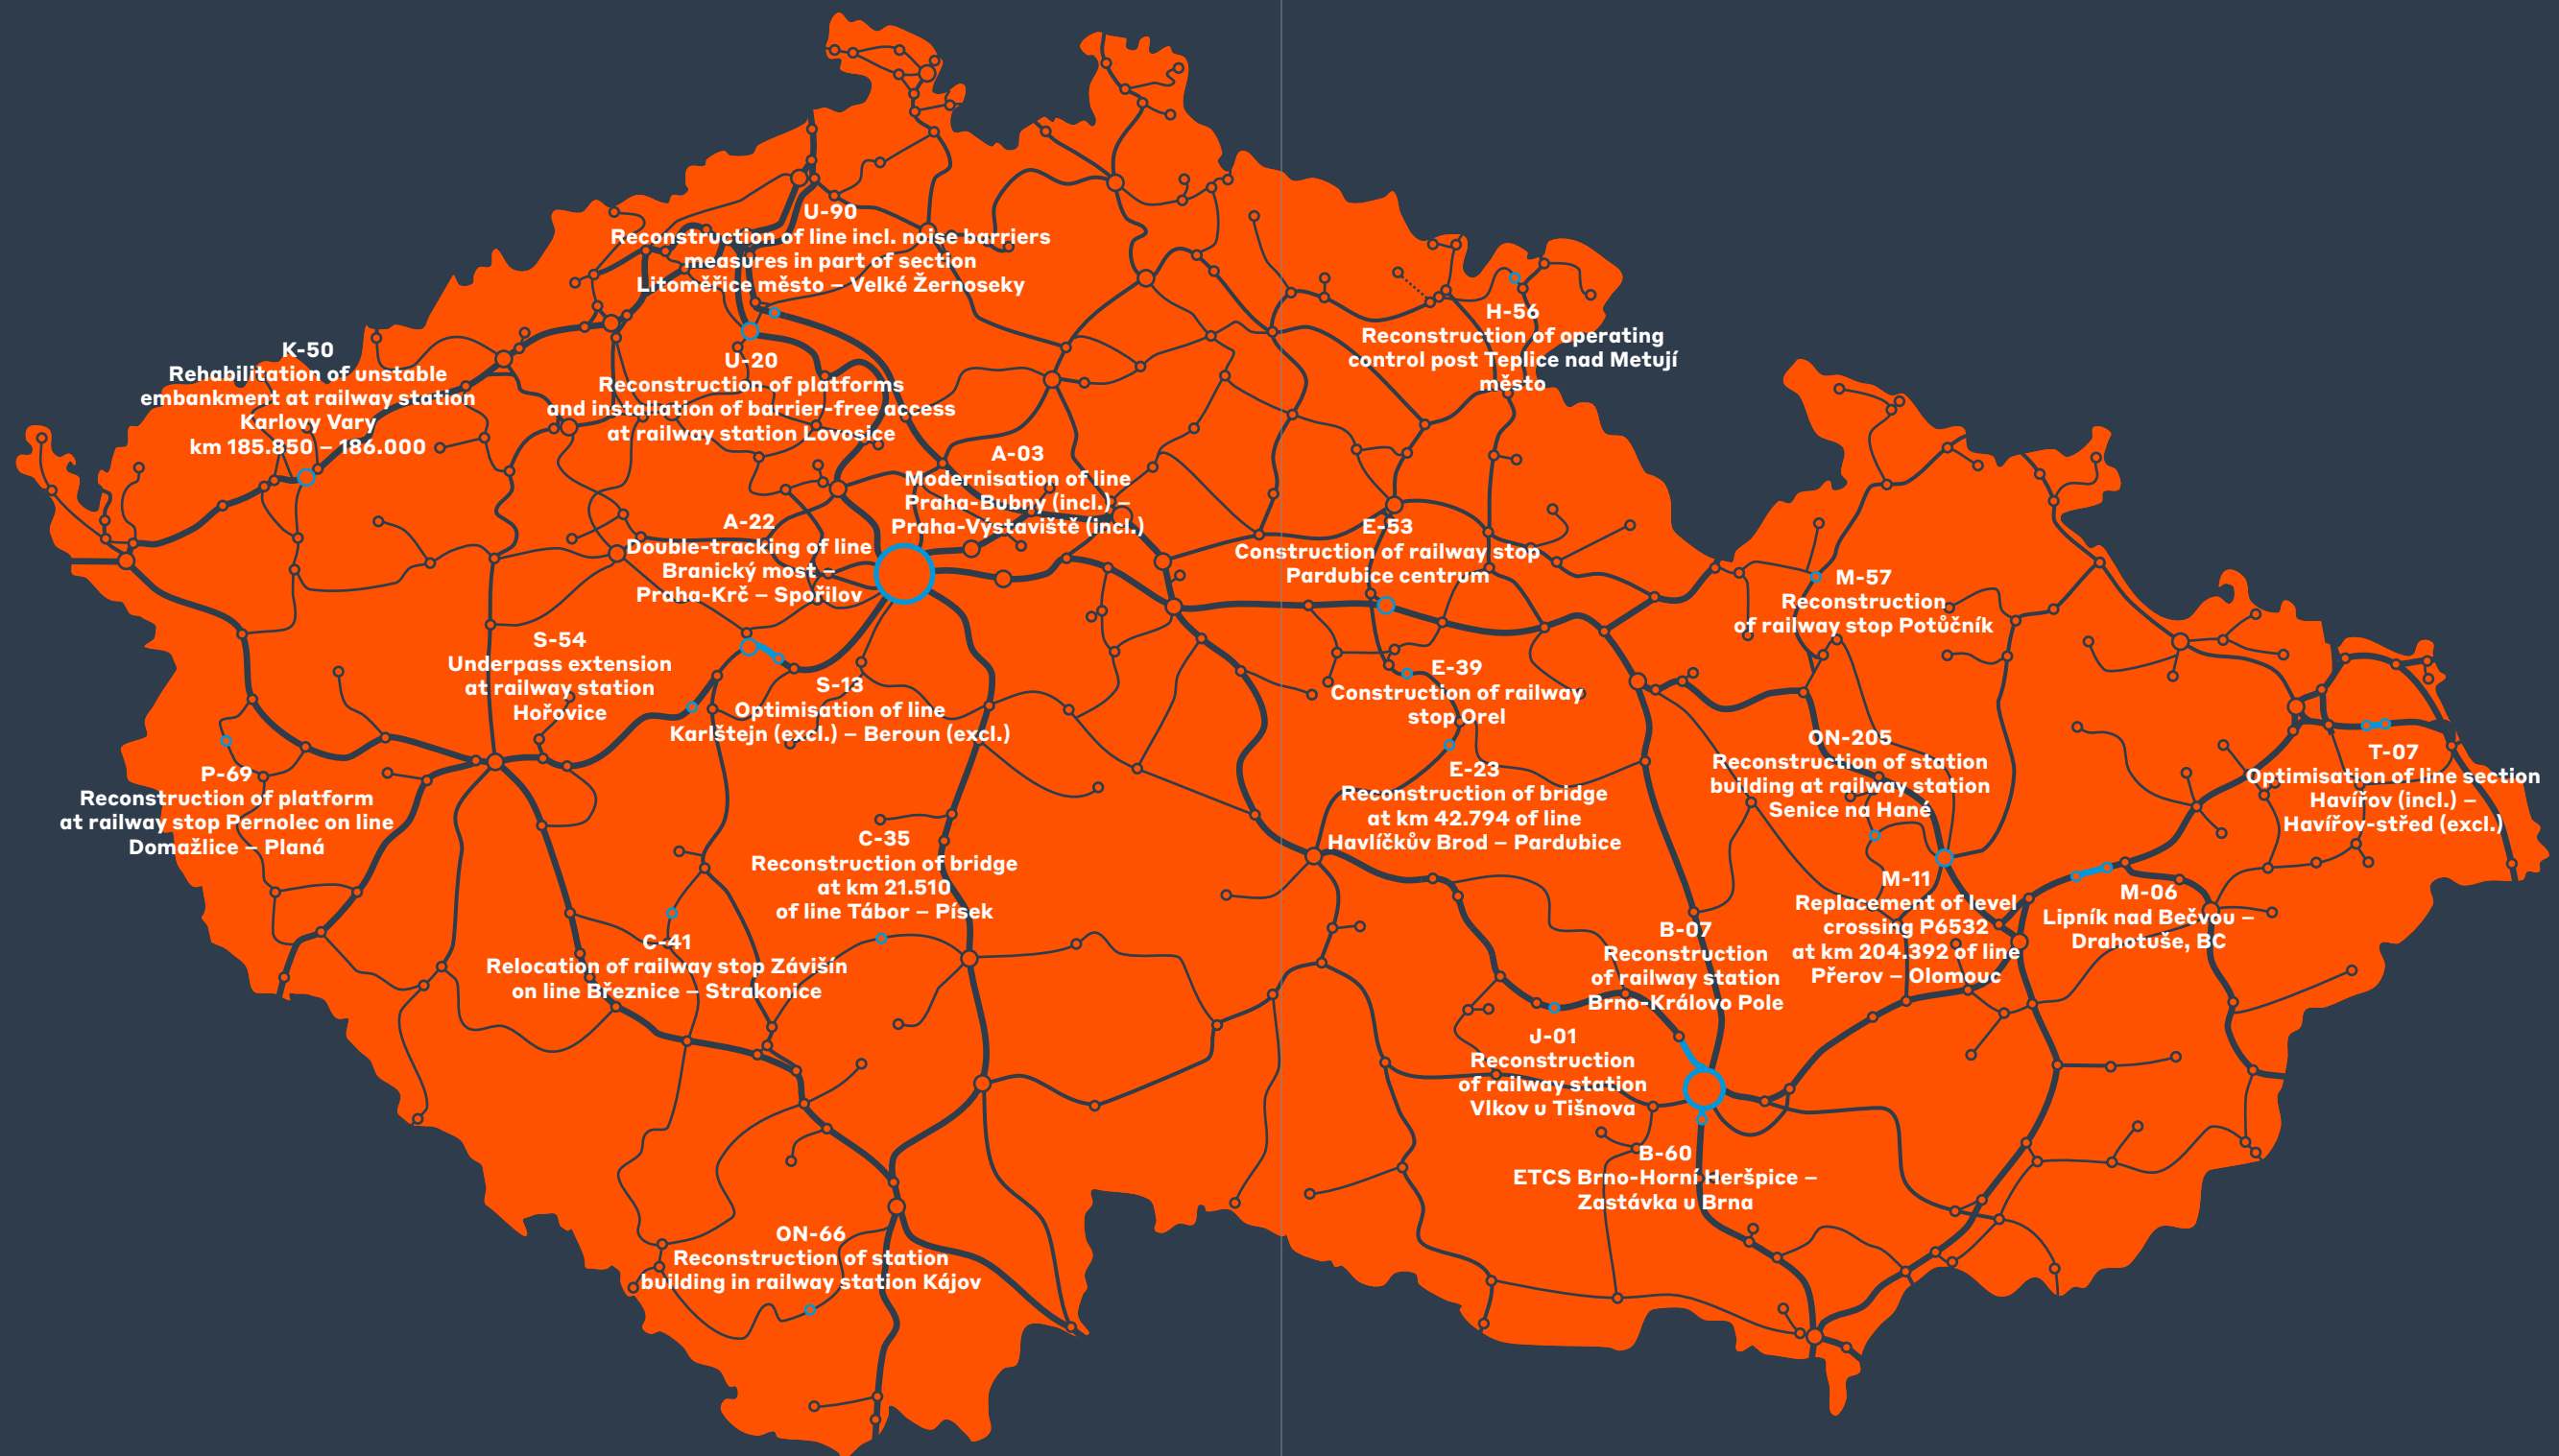 U-90
Reconstruction of line incl. noise barriers
measures in part of section
Litoměřice město – Velké Žernoseky
K-50
Rehabilitation of unstable
embankment at railway station
Karlovy Vary
km 185.850 – 186.000
U-20
Reconstruction of platforms
and installation of barrier-free access
at railway station Lovosice
H-56
Reconstruction of operating
control post Teplice nad Metují
město
A-03
Modernisation of line
Praha-Bubny (incl.) –
Praha-Výstaviště (incl.)
A-22
Double-tracking of line
Branický most –
Praha-Krč – Spořilov
E-53
Construction of railway stop
Pardubice centrum
M-57
Reconstruction
of railway stop Potůčník
S-54
Underpass extension
at railway station
Hořovice
S-13
Optimisation of line
Karlštejn (excl.) – Beroun (excl.)
E-39
Construction of railway
stop Orel
ON-205
Reconstruction of station
building at railway station
Senice na Hané
T-07
Optimisation of line section
Havířov (incl.) –
Havířov-střed (excl.)
P-69
Reconstruction of platform
at railway stop Pernolec on line
Domažlice – Planá
E-23
Reconstruction of bridge
at km 42.794 of line
Havlíčkův Brod – Pardubice
C-35
Reconstruction of bridge
at km 21.510
of line Tábor – Písek
M-11
Replacement of level
crossing P6532
at km 204.392 of line
Přerov – Olomouc
M-06
Lipník nad Bečvou –
Drahotuše, BC
C-41
Relocation of railway stop Závišín
on line Březnice – Strakonice
B-07
Reconstruction
of railway station
Brno-Královo Pole
J-01
Reconstruction
of railway station
Vlkov u Tišnova
B-60
ETCS Brno-Horní Heršpice –
Zastávka u Brna
ON-66
Reconstruction of station
building in railway station Kájov